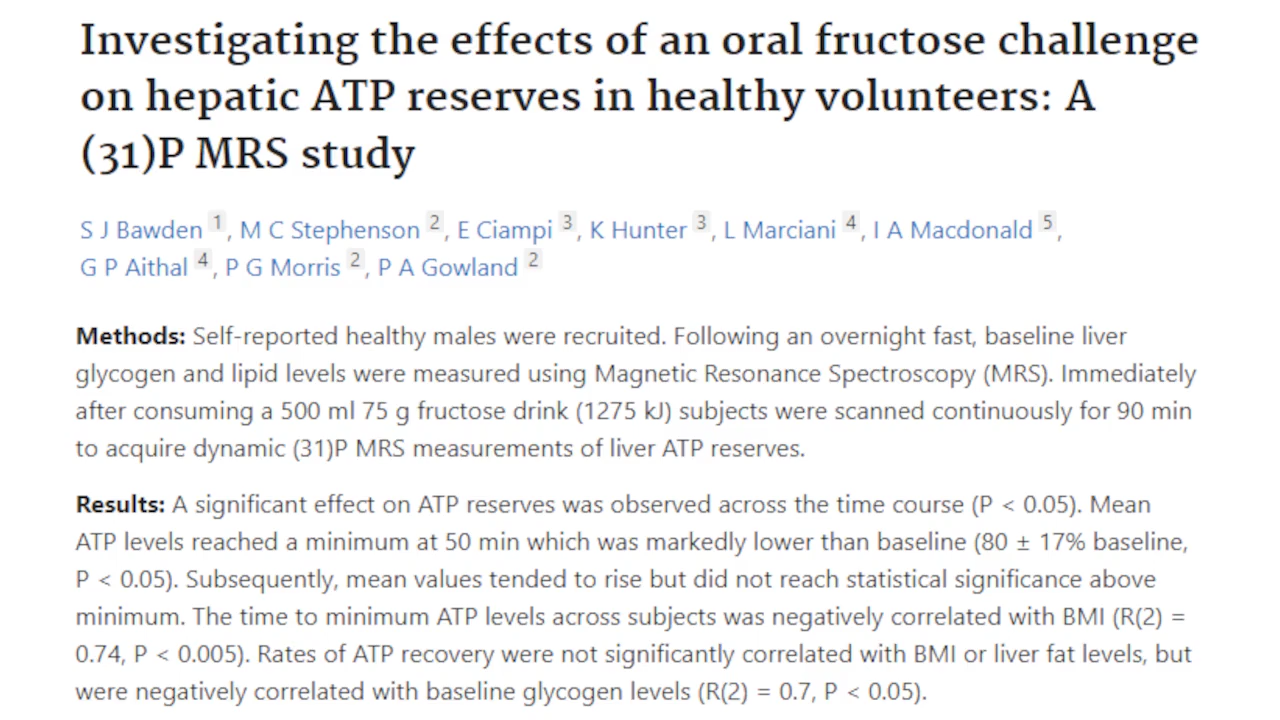 Investigating the effects of an oral fructose challenge
on hepatic ATP reserves in healthy volunteers: A
(31)P MRS study
S J Bawden 1, M C Stephenson 2, E Ciampi 3, K Hunter 3, L Marciani 4, I A Macdonald 5,
G P Aithal 4, P G Morris 2, P A Gowland 2
Methods: Self-reported healthy males were recruited. Following an overnight fast, baseline liver
glycogen and lipid levels were measured using Magnetic Resonance Spectroscopy (MRS). Immediately
after consuming a 500 ml 75 g fructose drink (1275 kJ) subjects were scanned continuously for 90 min
to acquire dynamic (31)P MRS measurements of liver ATP reserves.
Results: A significant effect on ATP reserves was observed across the time course (P < 0.05). Mean
ATP levels reached a minimum at 50 min which was markedly lower than baseline (80 ± 17% baseline,
P < 0.05). Subsequently, mean values tended to rise but did not reach statistical significance above
minimum. The time to minimum ATP levels across subjects was negatively correlated with BMI (R(2) =
0.74, P < 0.005). Rates of ATP recovery were not significantly correlated with BMI or liver fat levels, but
were negatively correlated with baseline glycogen levels (R(2) = 0.7, P < 0.05).